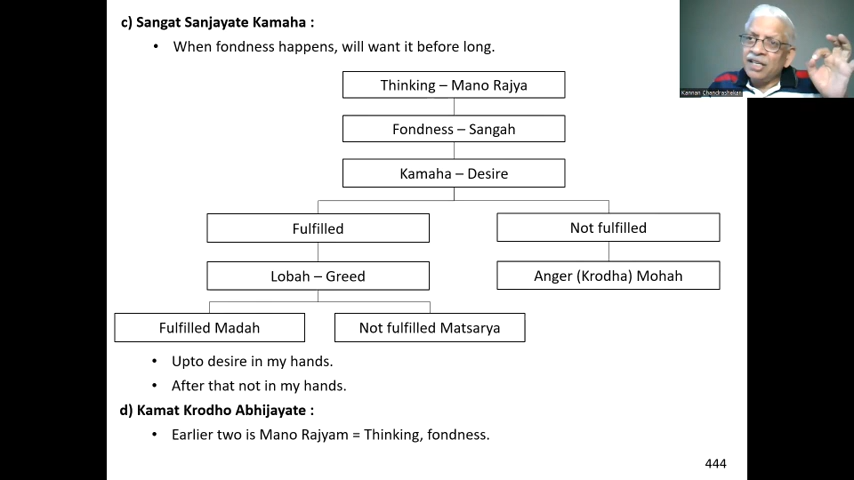 c) Sangat Sanjayate Kamaha :
• When fondness happens, will want it before long.
Thinking – Mano Rajya
Fondness – Sangah
Kamaha – Desire
Fulfilled
Not fulfilled
Lobah – Greed
Anger (Krodha) Mohah
Fulfilled Madah
Not fulfilled Matsarya
• Upto desire in my hands.
• After that not in my hands.
d) Kamat Krodho Abhijayate :
• Earlier two is Mano Rajyam = Thinking, fondness.
444